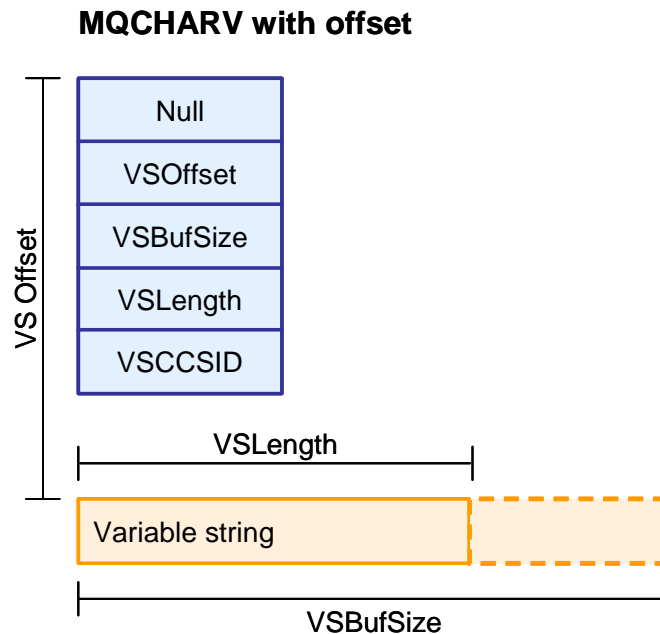 MQCHARV with offset
Null
VSOffset
VSBufSize
VSLength
VSCCSID
VS Offset
VSLength
Variable string
VSBufSize